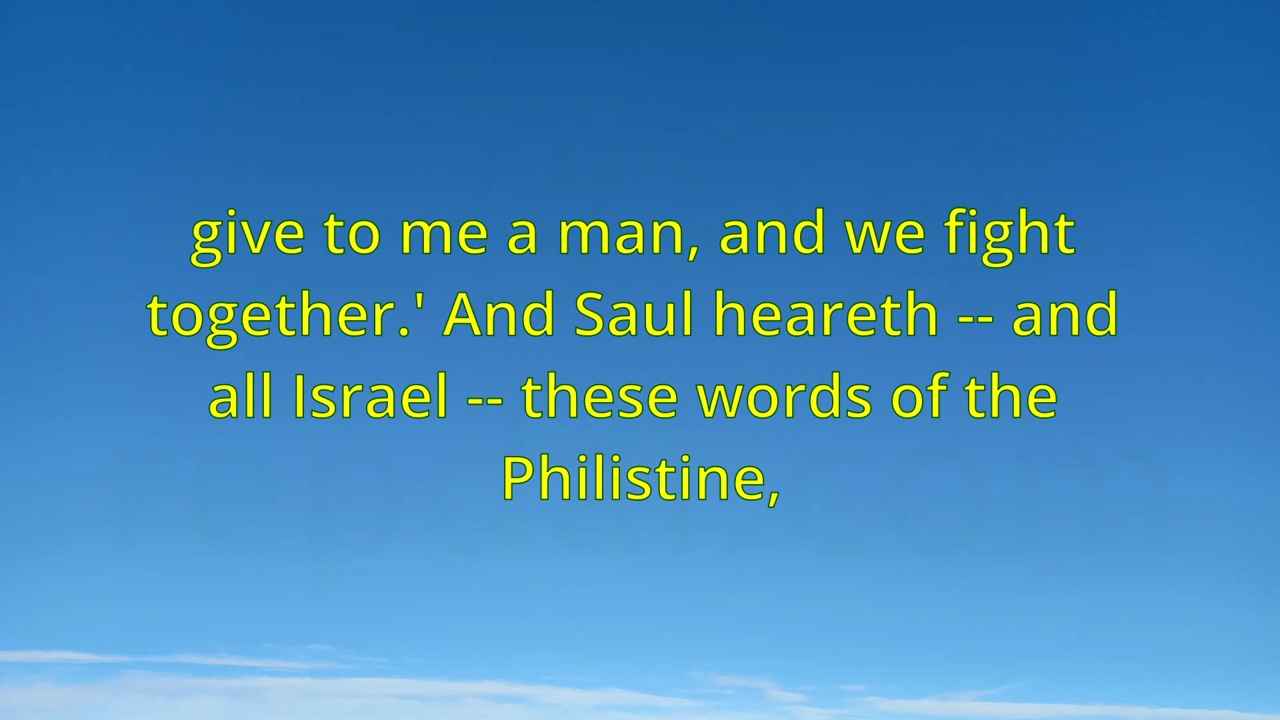 give to me a man, and we fight
together.' And Saul heareth -- and
all Israel -- these words of the
Philistine,